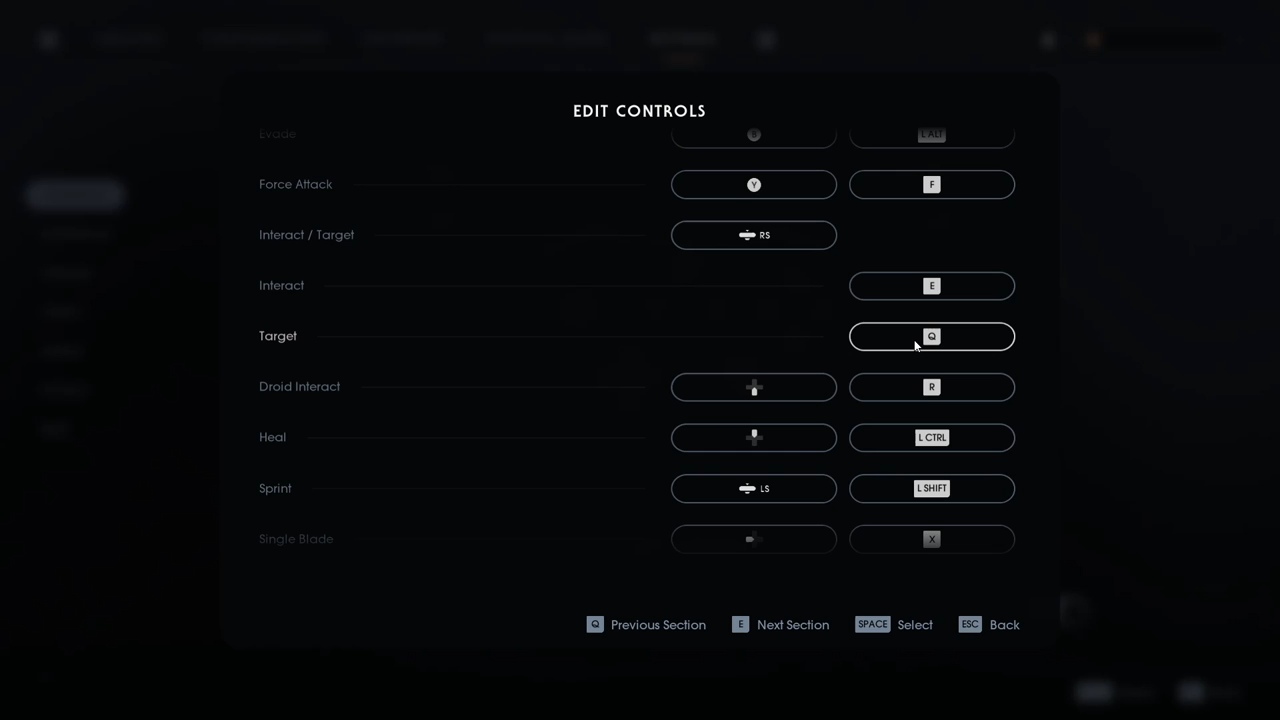 EDIT CONTROLS
Evade B L ALT
Force Attack Y F
Interact / Target RS
Interact E
Target Q
Droid Interact R
Heal L CTRL
Sprint LS L SHIFT
Single Blade X
Q Previous Section E Next Section SPACE Select ESC Back